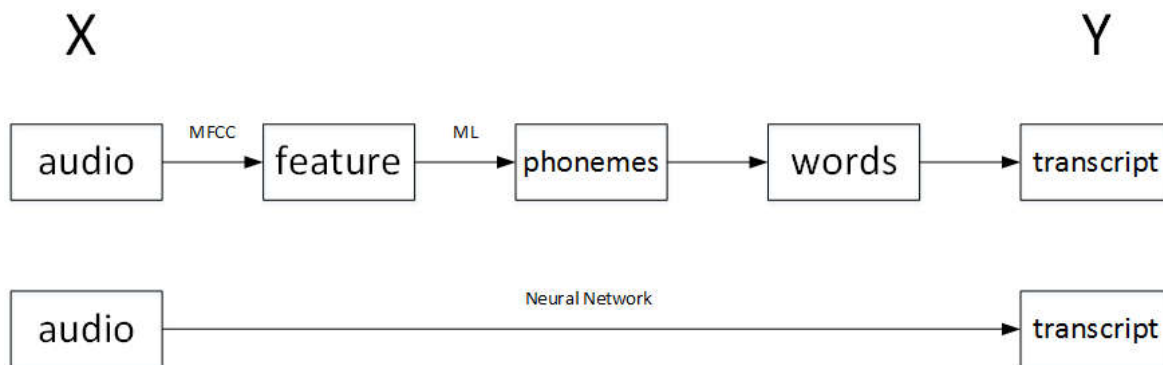 X Y
MFCC ML
audio feature phonemes words transcript
Neural Network
audio transcript